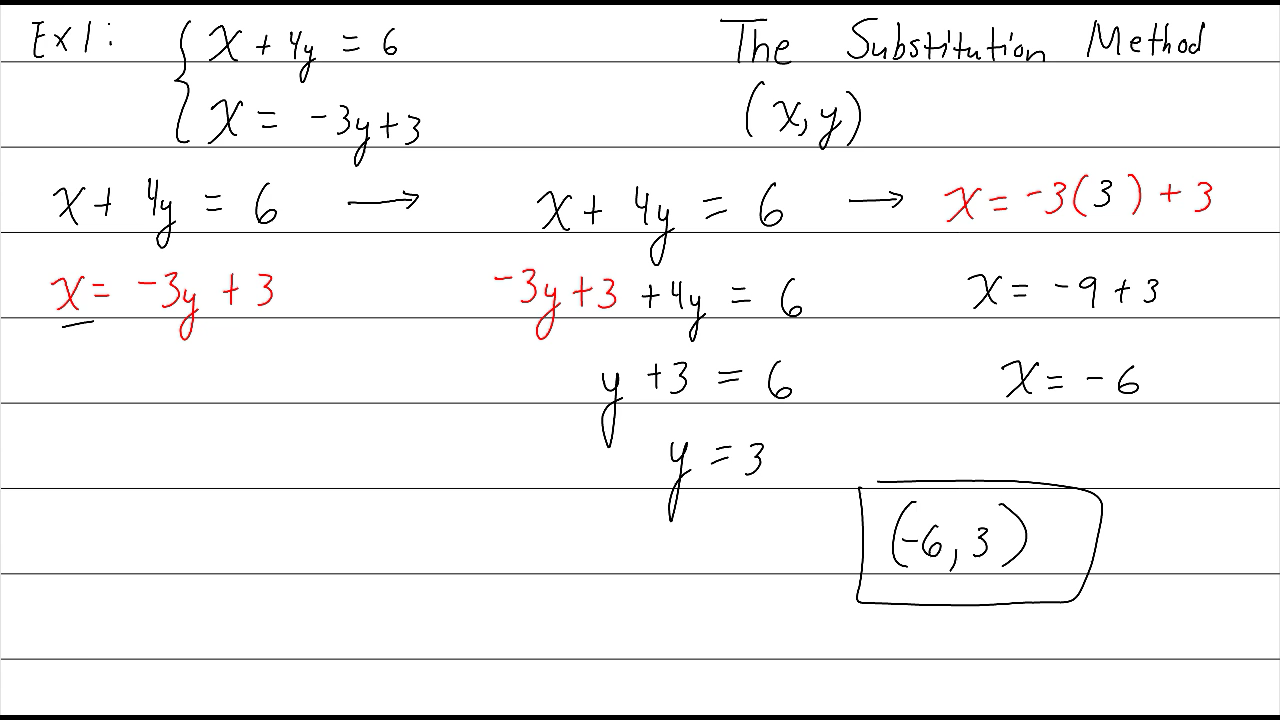 Ex1: { x + 4y = 6 The Substitution Method
x = -3y+3 (x,y)
x + 4y = 6 → x + 4y = 6 → x = -3(3) + 3
x = -3y + 3 -3y+3 +4y = 6 x = -9 + 3
y +3 = 6 x = -6
y = 3
(-6, 3)